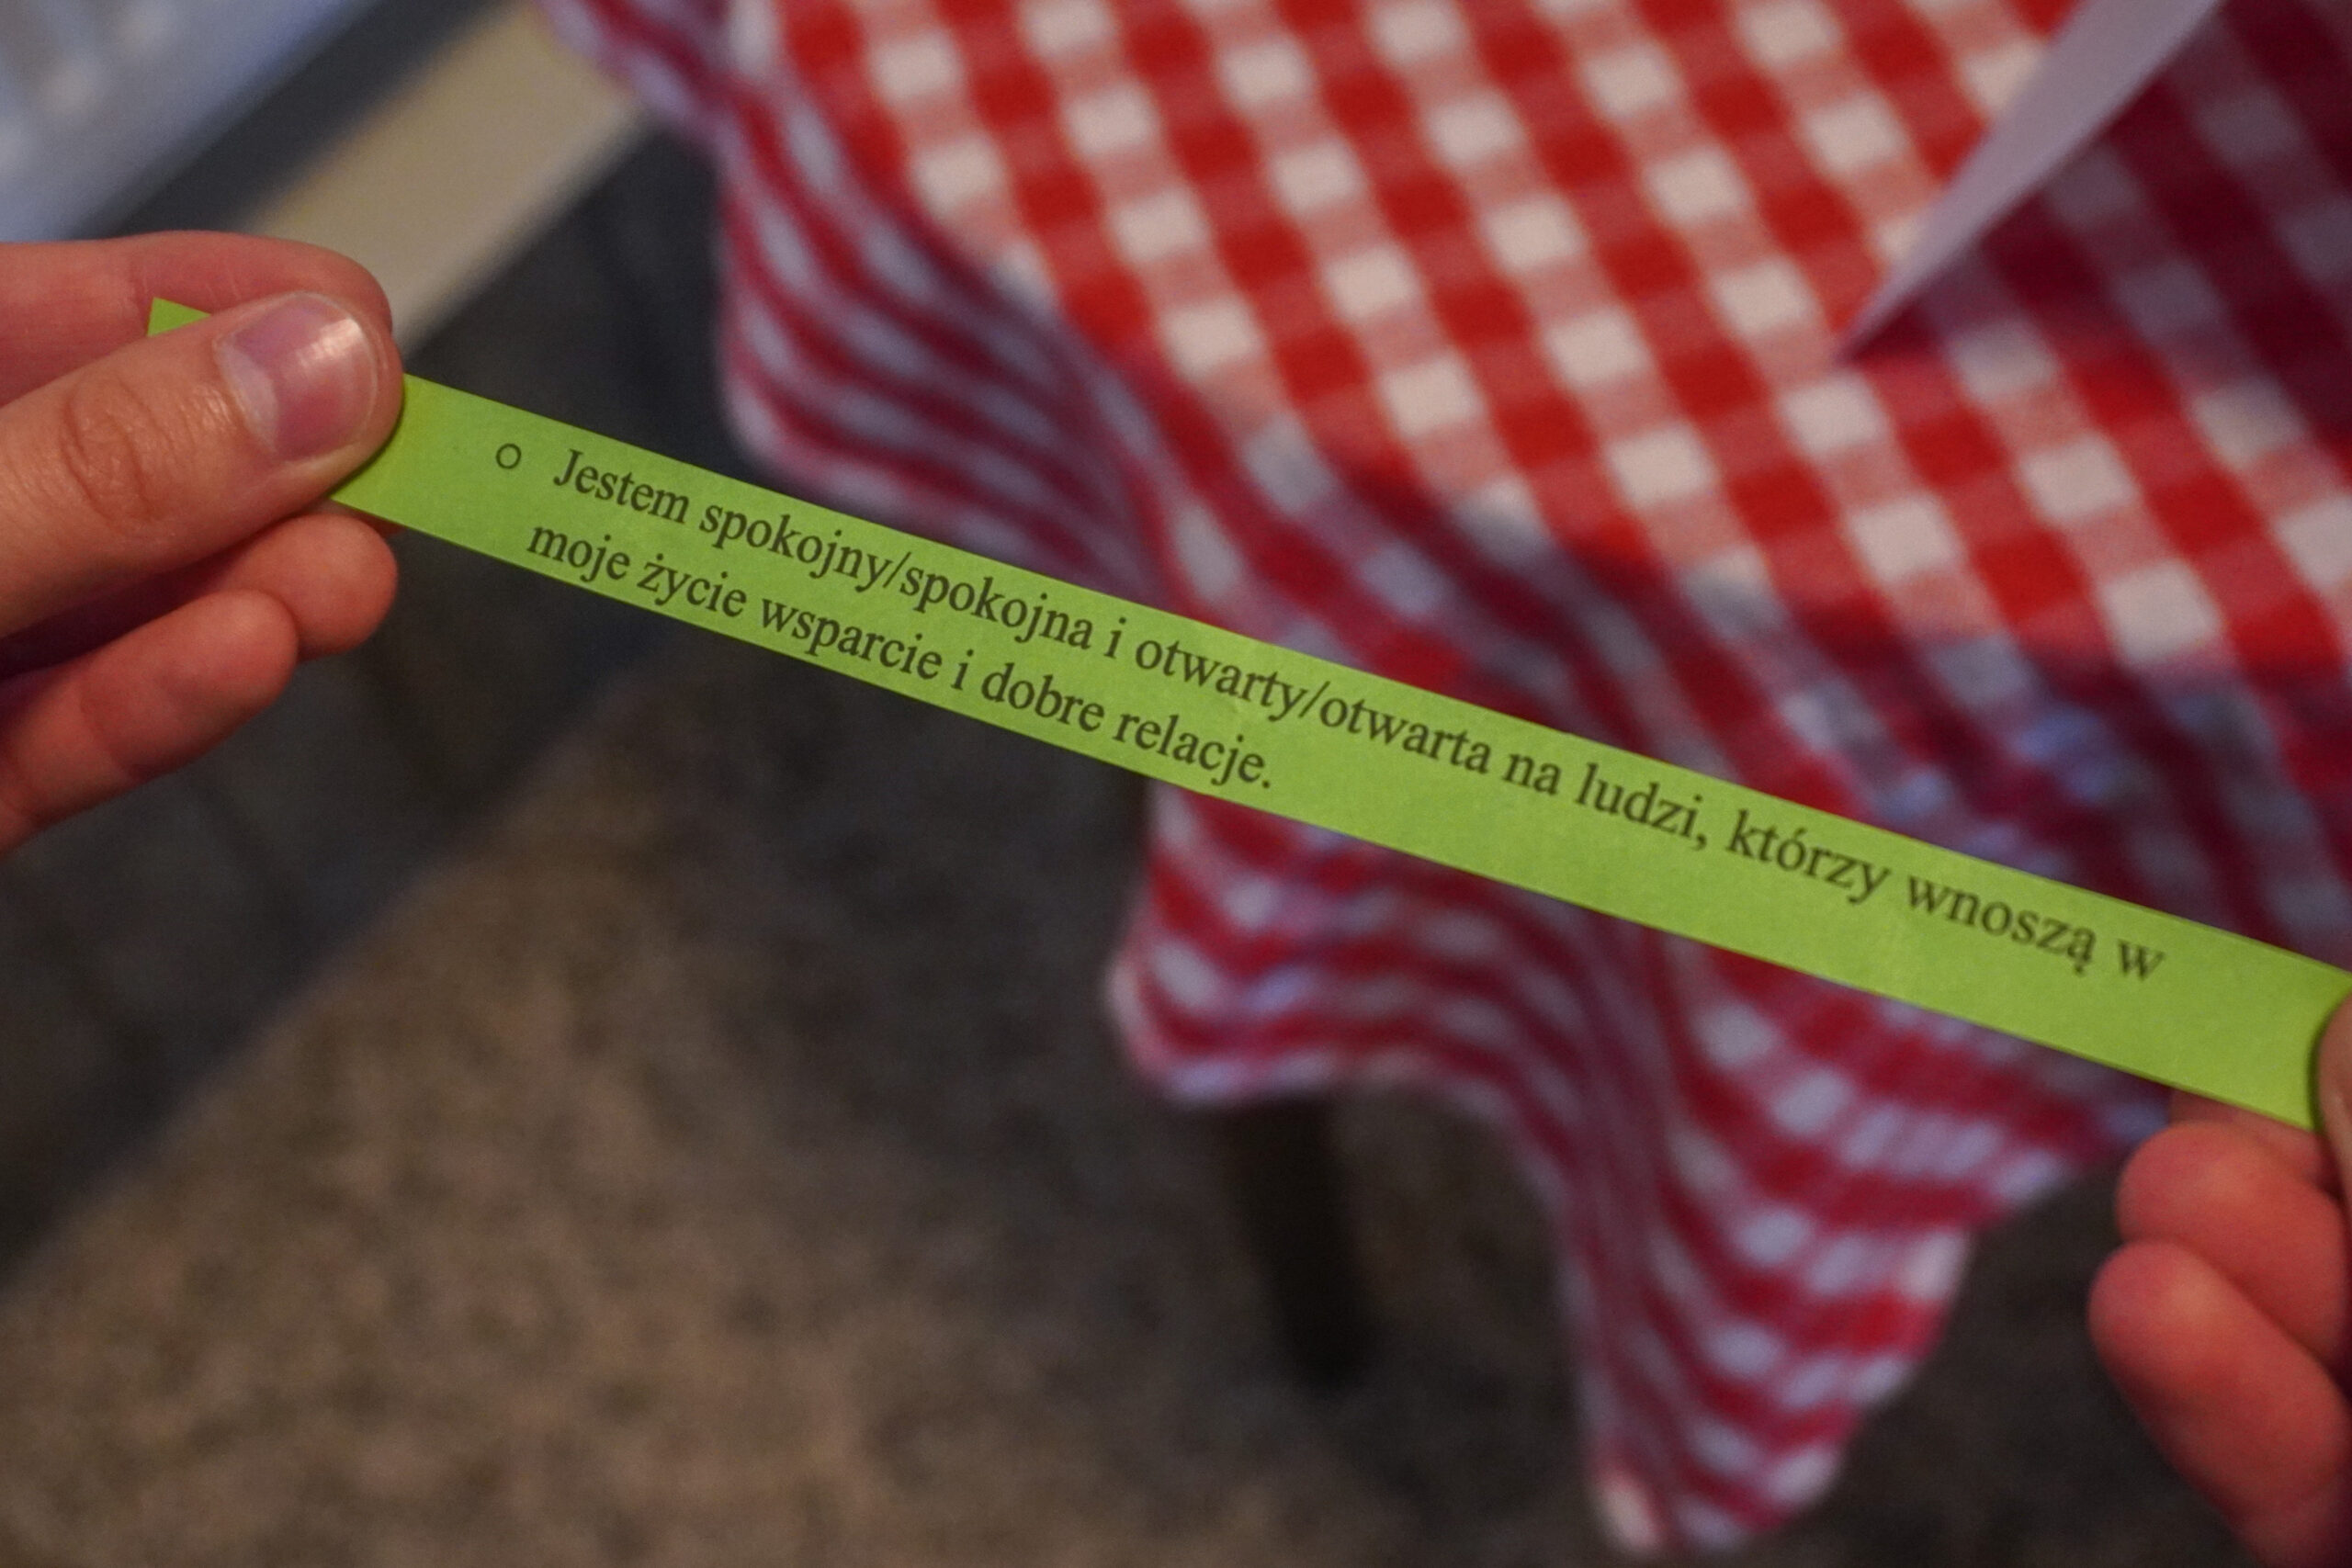 ○ Jestem spokojny/spokojna i otwarty/otwarta na ludzi, którzy wnoszą w
moje życie wsparcie i dobre relacje.